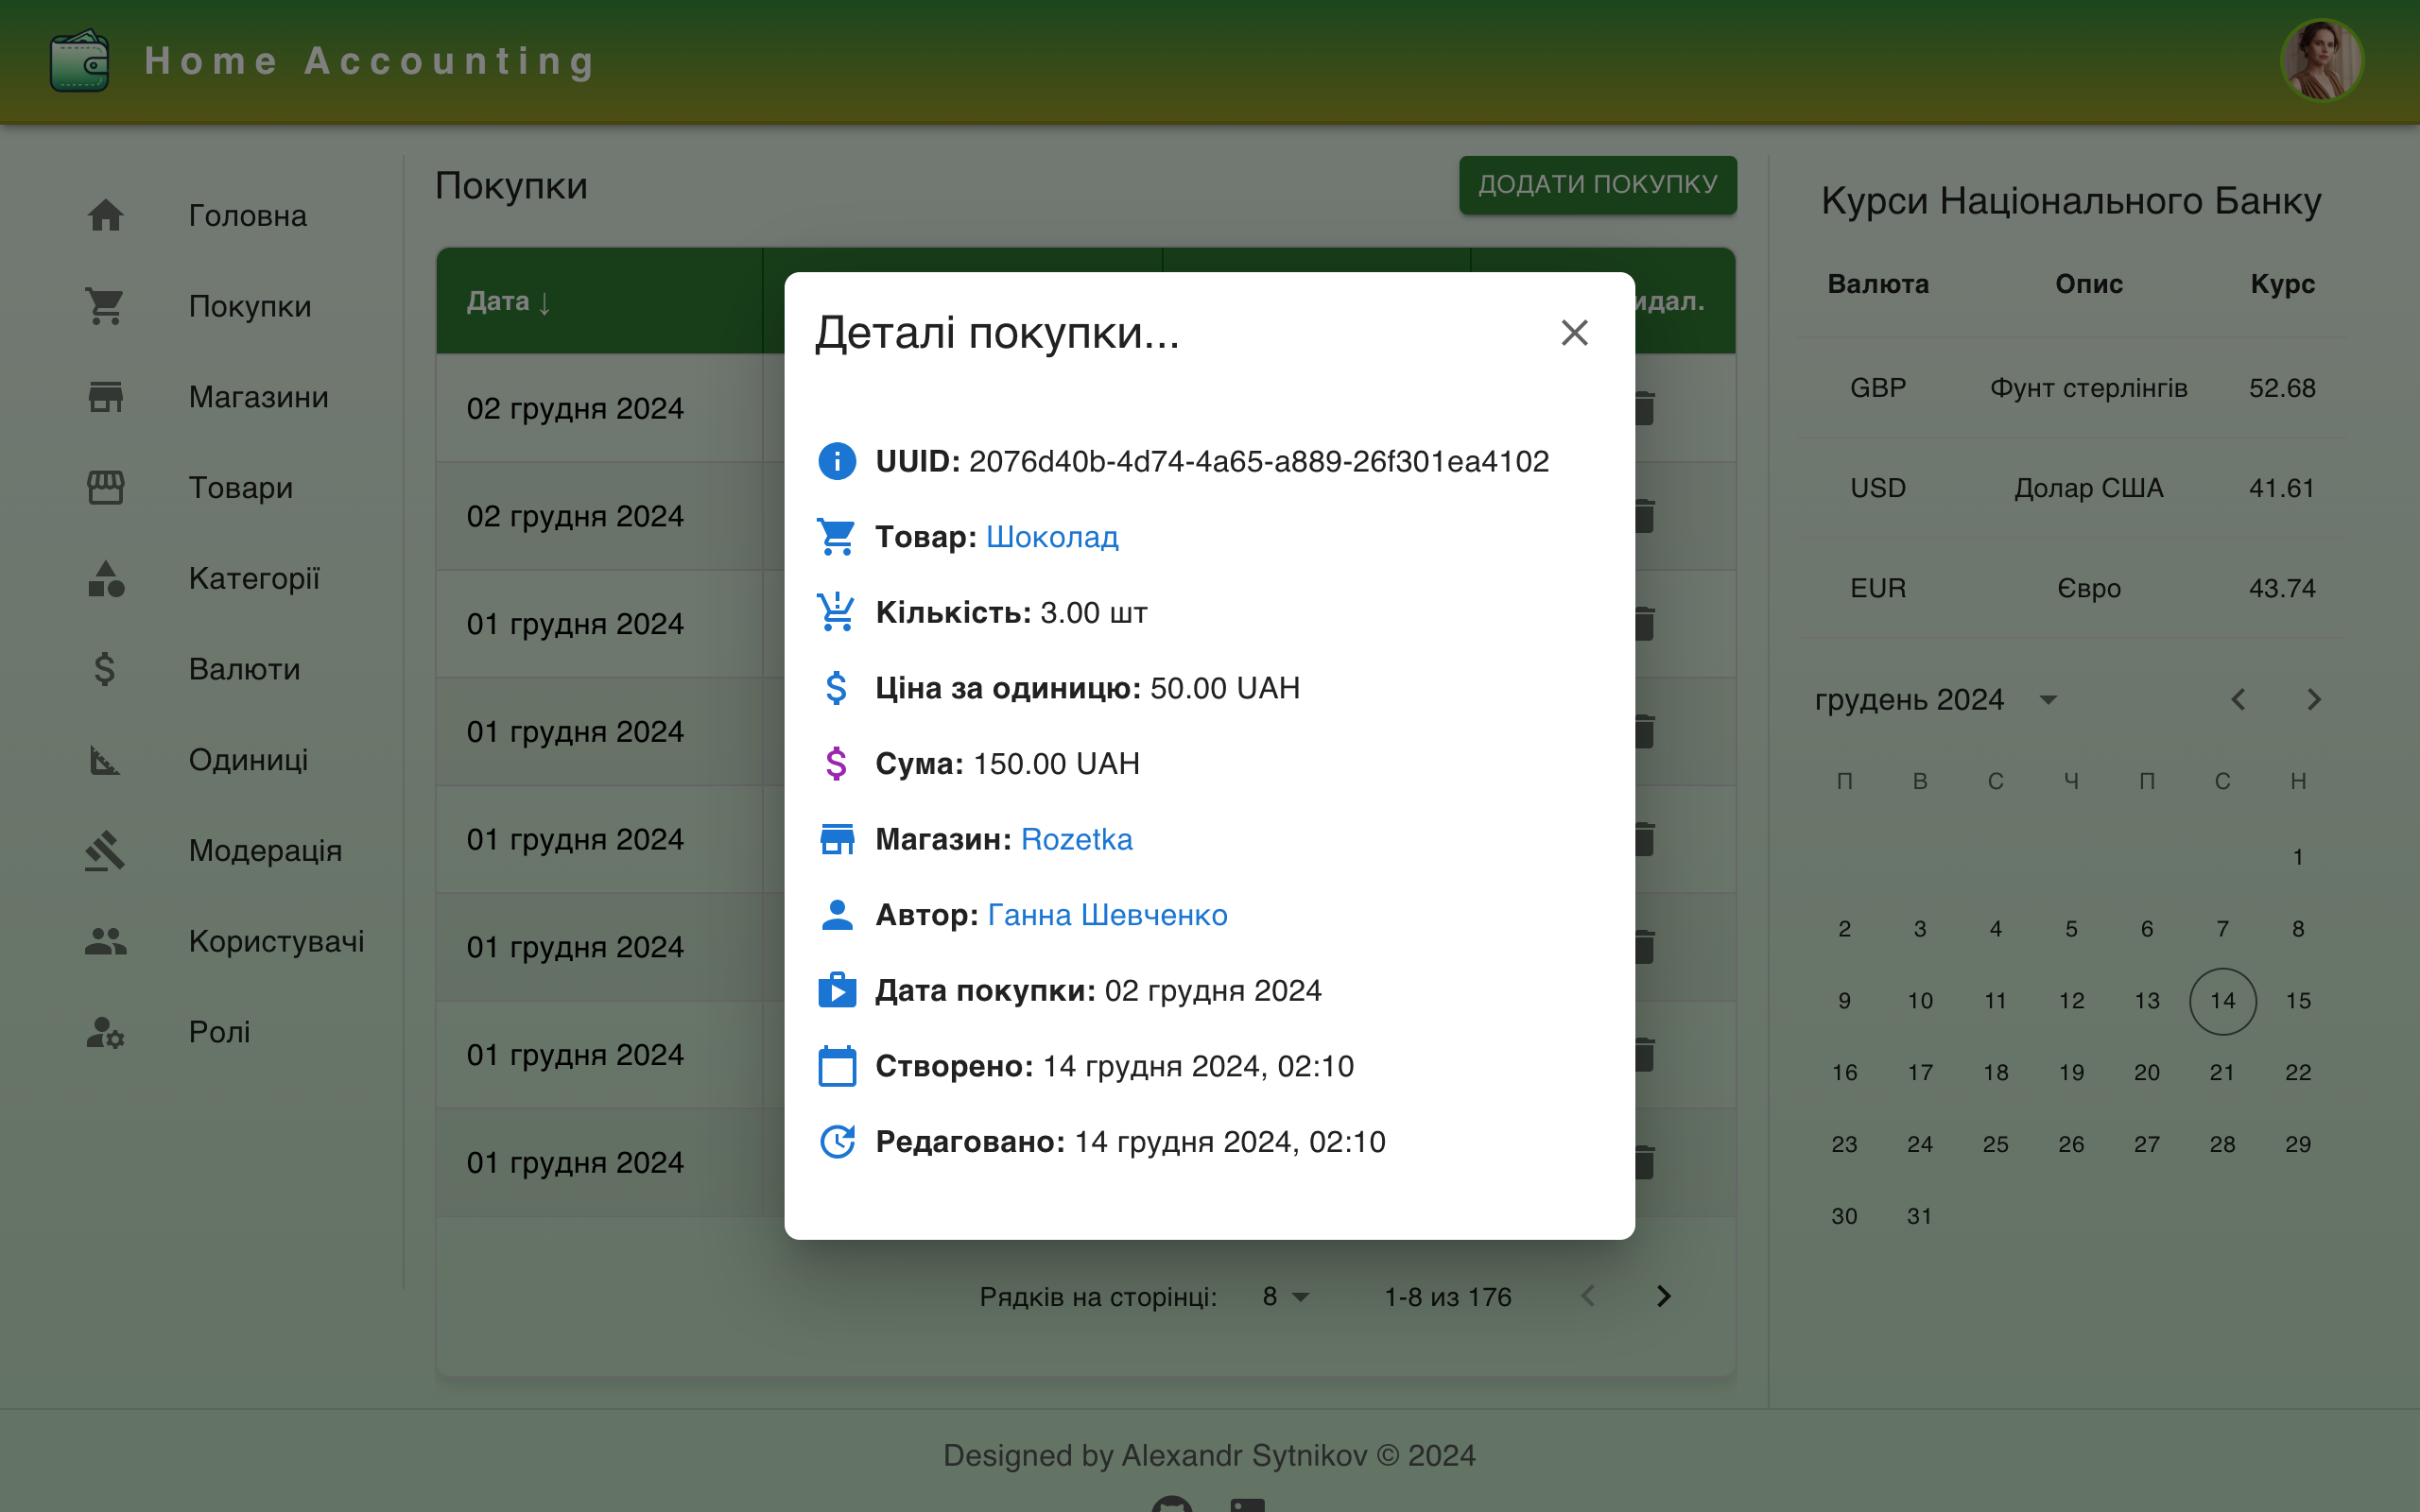 Home Accounting
Головна
Покупки
Магазини
Товари
Категорії
Валюти
Одиниці
Модерація
Користувачі
Ролі
Покупки
ДОДАТИ ПОКУПКУ
Дата ↓
02 грудня 2024
02 грудня 2024
01 грудня 2024
01 грудня 2024
01 грудня 2024
01 грудня 2024
01 грудня 2024
01 грудня 2024
Рядків на сторінці: 8 1-8 из 176
Деталі покупки...
UUID: 2076d40b-4d74-4a65-a889-26f301ea4102
Товар: Шоколад
Кількість: 3.00 шт
Ціна за одиницю: 50.00 UAH
Сума: 150.00 UAH
Магазин: Rozetka
Автор: Ганна Шевченко
Дата покупки: 02 грудня 2024
Створено: 14 грудня 2024, 02:10
Редаговано: 14 грудня 2024, 02:10
Курси Національного Банку
Валюта Опис Курс
GBP Фунт стерлінгів 52.68
USD Долар США 41.61
EUR Євро 43.74
грудень 2024
П В С Ч П С Н
1
2 3 4 5 6 7 8
9 10 11 12 13 14 15
16 17 18 19 20 21 22
23 24 25 26 27 28 29
30 31
Designed by Alexandr Sytnikov © 2024